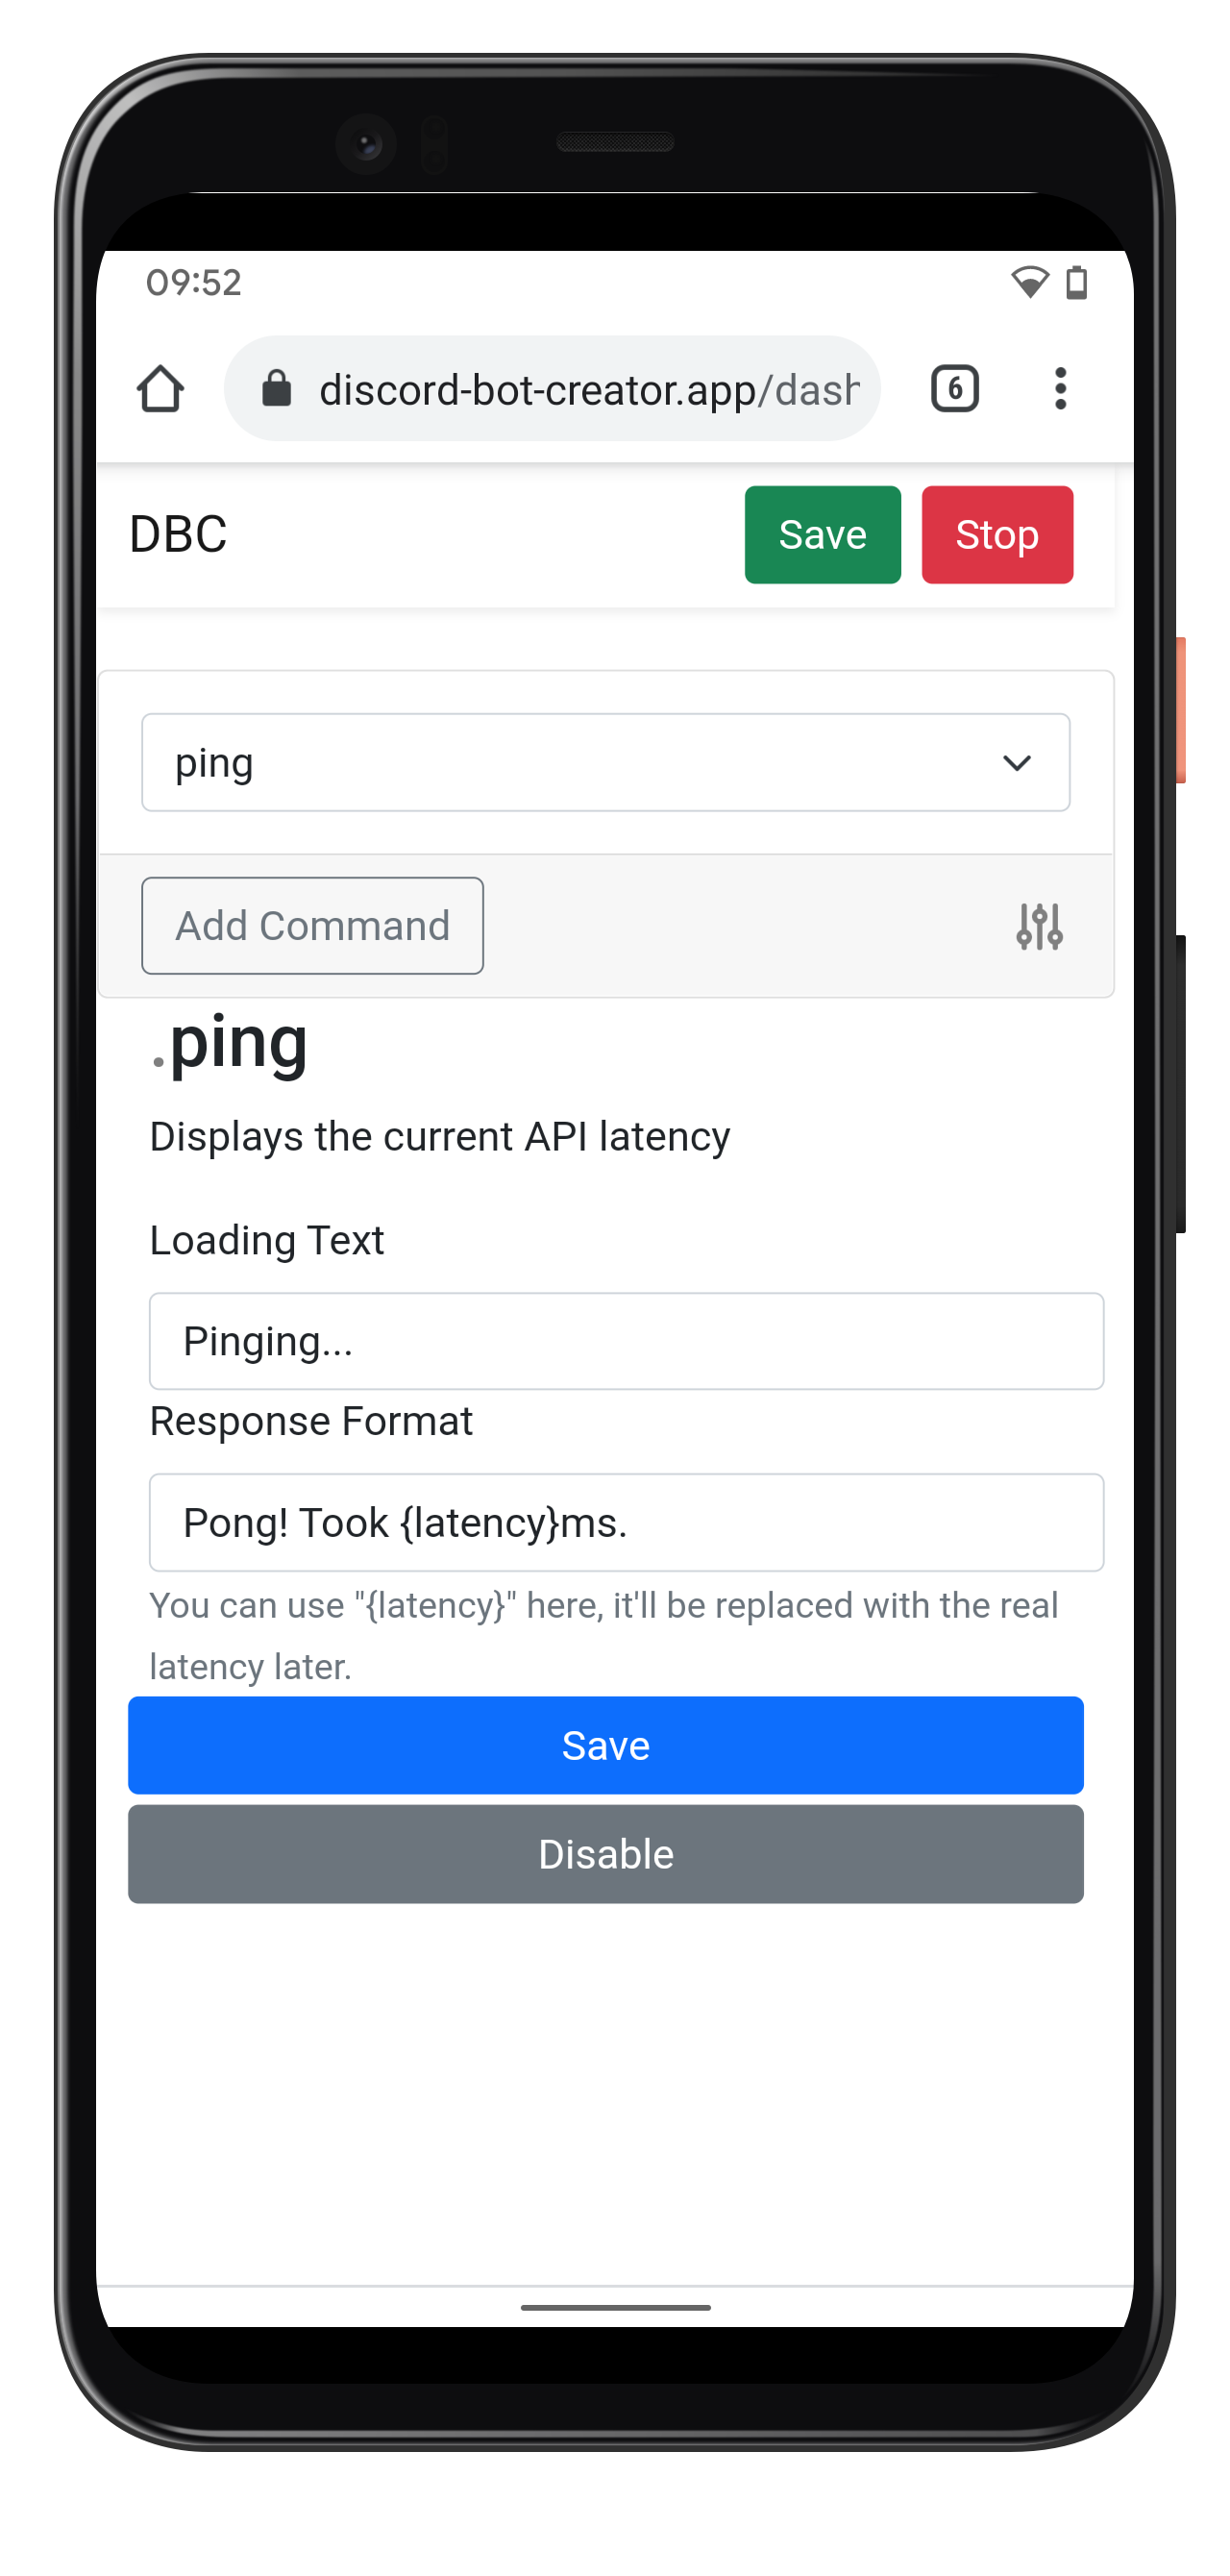 09:52
discord-bot-creator.app/dash
6
DBC
Save
Stop
ping
Add Command
.ping
Displays the current API latency
Loading Text
Pinging...
Response Format
Pong! Took {latency}ms.
You can use "{latency}" here, it'll be replaced with the real
latency later.
Save
Disable